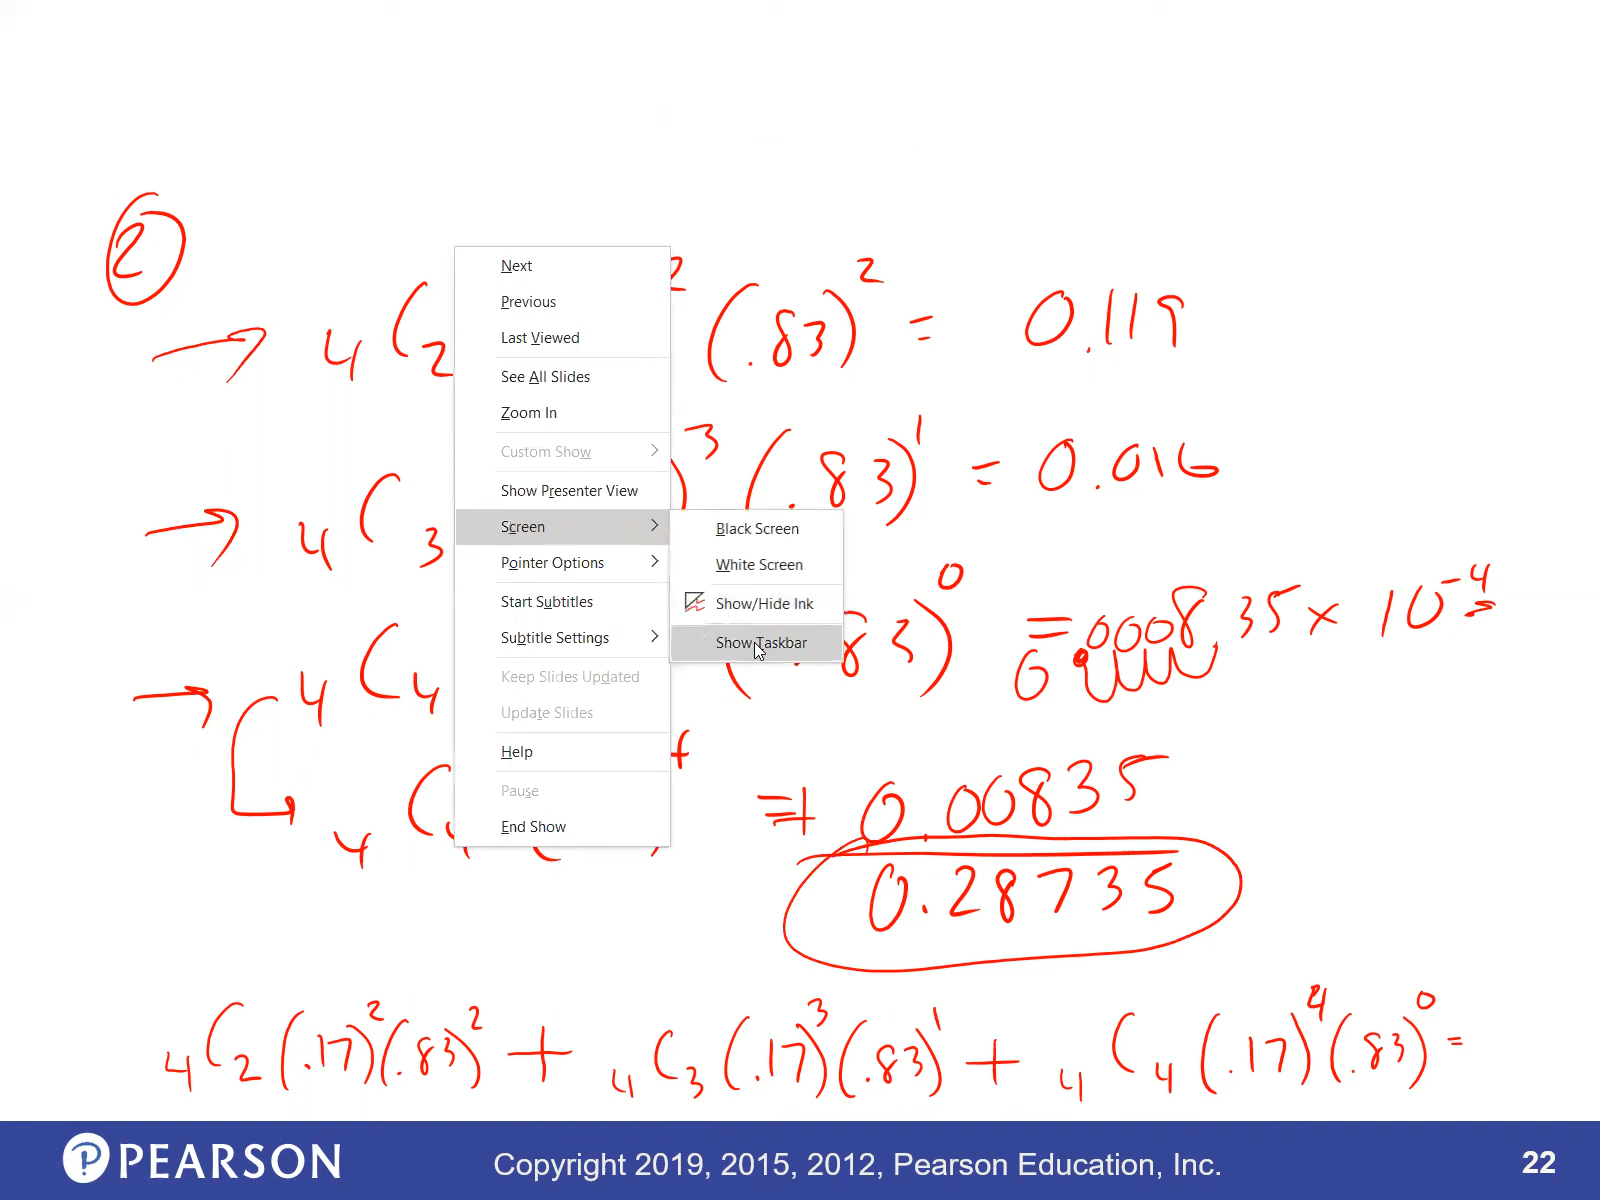 2
→ 4C2 2 (.83)^2 = 0.119
→ 4C3 )^3 (.83)^1 = 0.016
→ 4C4 .83)^0 = 0008.35 x 10^-4
0.
4C = 0.00835
0.28735
4C2 (.17)^2 (.83)^2 + 4C3 (.17)^3 (.83)^1 + 4C4 (.17)^4 (.83)^0 =
Next
Previous
Last Viewed
See All Slides
Zoom In
Custom Show
Show Presenter View
Screen
Pointer Options
Start Subtitles
Subtitle Settings
Keep Slides Updated
Update Slides
Help
Pause
End Show
Black Screen
White Screen
Show/Hide Ink
Show Taskbar
PEARSON
Copyright 2019, 2015, 2012, Pearson Education, Inc.
22